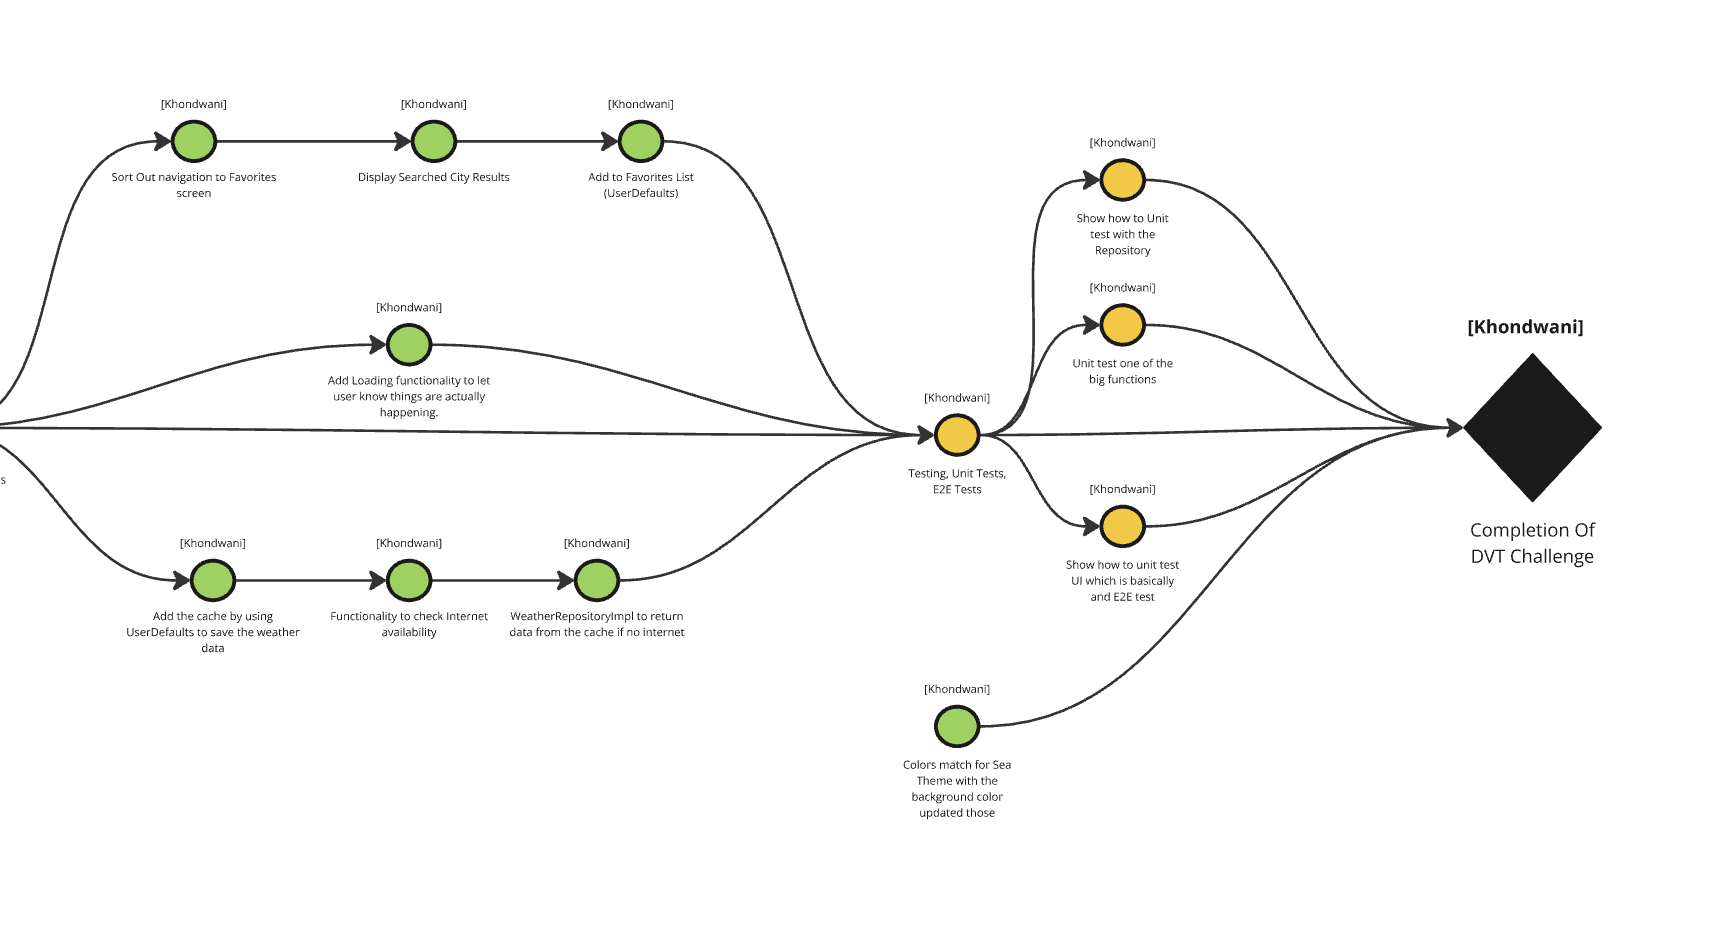 [Khondwani]
Sort Out navigation to Favorites
screen
[Khondwani]
Display Searched City Results
[Khondwani]
Add to Favorites List
(UserDefaults)
[Khondwani]
Add Loading functionality to let
user know things are actually
happening.
s
[Khondwani]
Add the cache by using
UserDefaults to save the weather
data
[Khondwani]
Functionality to check Internet
availability
[Khondwani]
WeatherRepositoryImpl to return
data from the cache if no internet
[Khondwani]
Testing, Unit Tests,
E2E Tests
[Khondwani]
Show how to Unit
test with the
Repository
[Khondwani]
Unit test one of the
big functions
[Khondwani]
Show how to unit test
UI which is basically
and E2E test
[Khondwani]
Colors match for Sea
Theme with the
background color
updated those
[Khondwani]
Completion Of
DVT Challenge